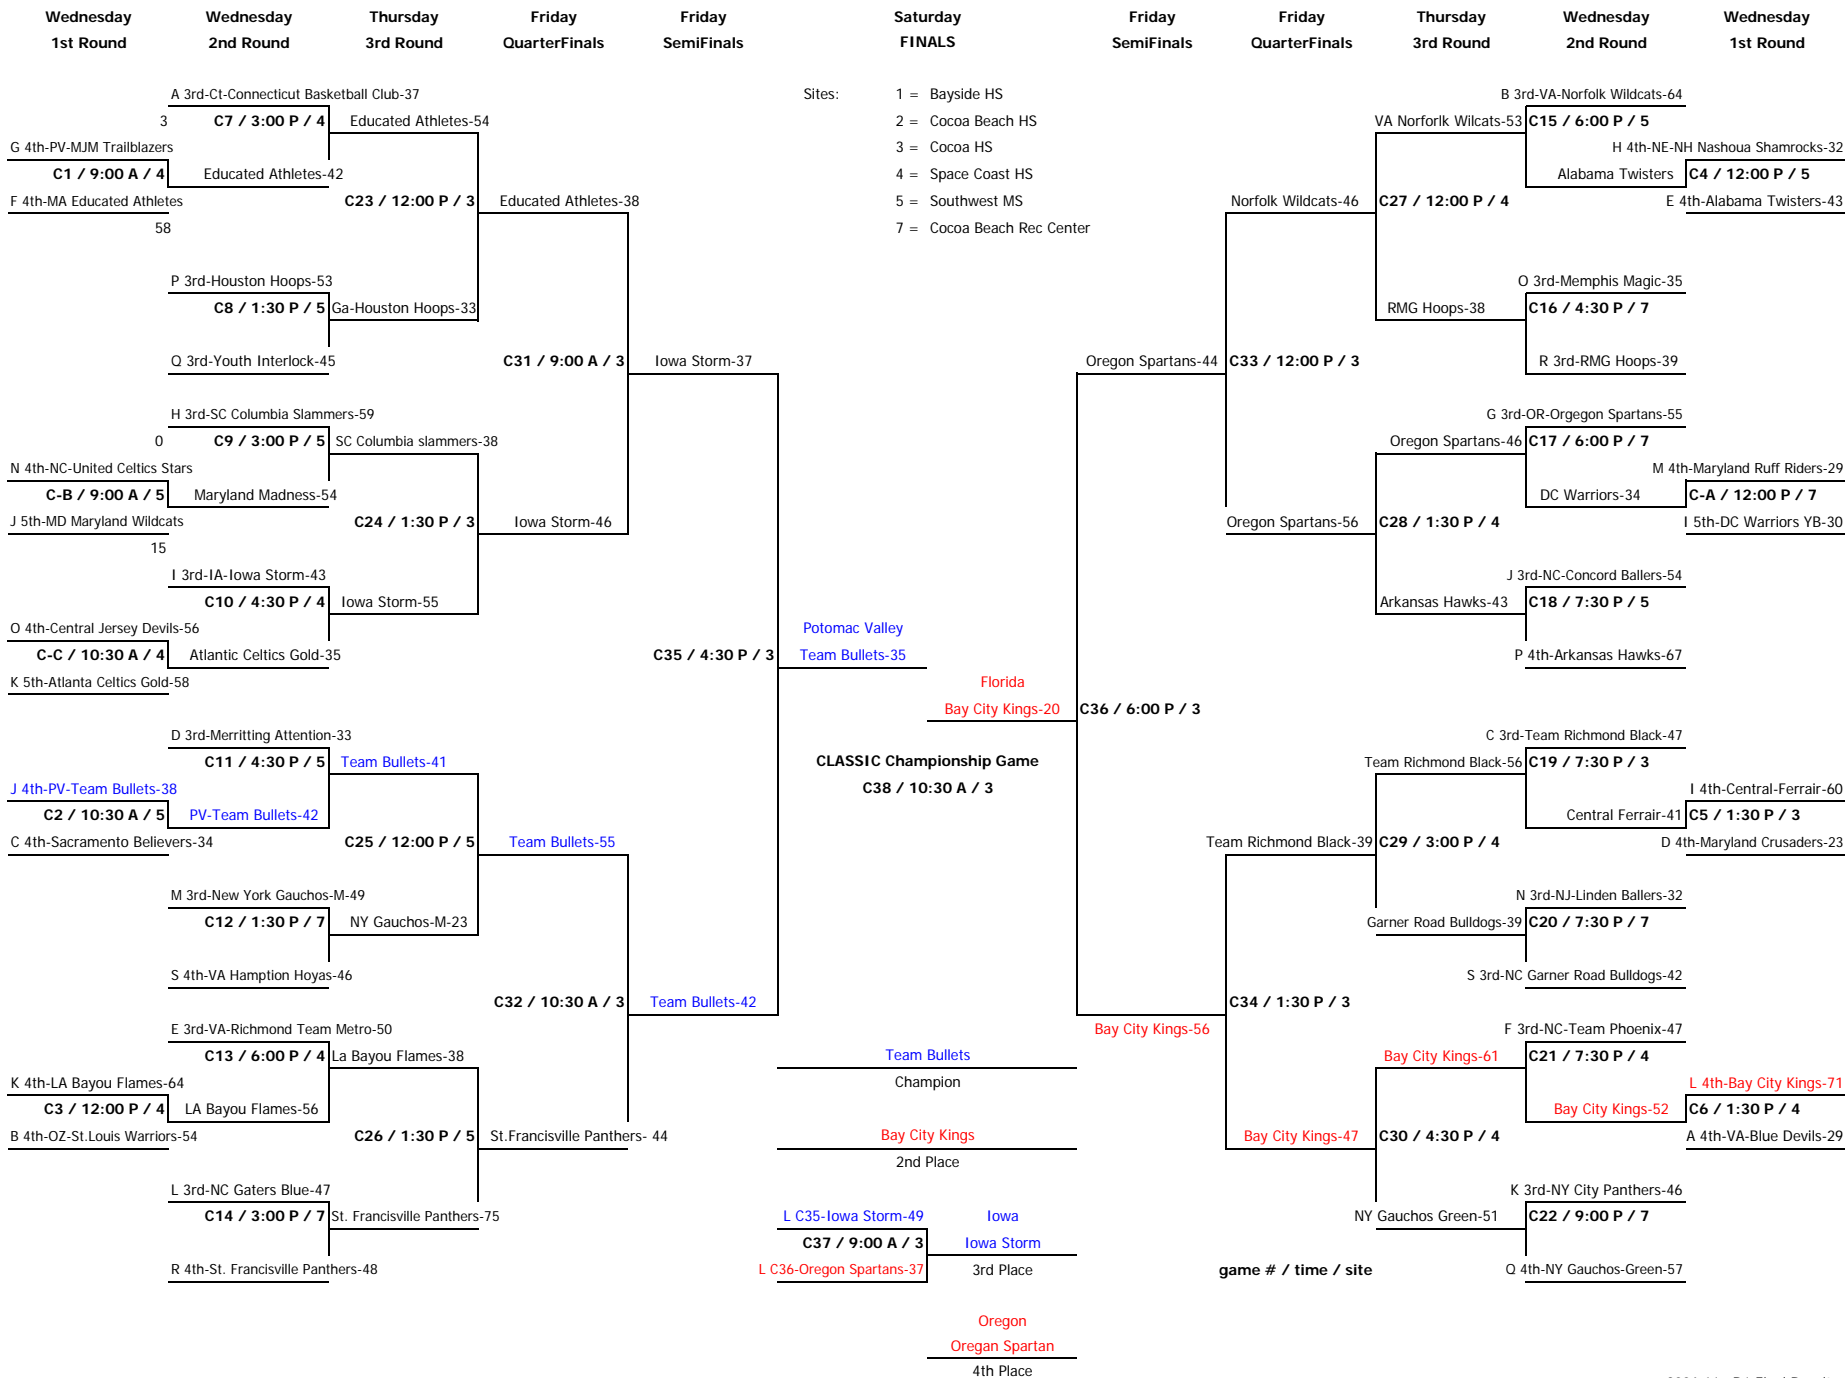 Wednesday Wednesday Thursday Friday Friday Saturday Friday Friday Thursday Wednesday Wednesday
1st Round 2nd Round 3rd Round QuarterFinals SemiFinals FINALS SemiFinals QuarterFinals 3rd Round 2nd Round 1st Round
A 3rd-Ct-Connecticut Basketball Club-37 Sites: 1 = Bayside HS B 3rd-VA-Norfolk Wildcats-64
3 C7 / 3:00 P / 4 Educated Athletes-54 2 = Cocoa Beach HS VA Norforlk Wilcats-53 C15 / 6:00 P / 5
G 4th-PV-MJM Trailblazers 3 = Cocoa HS H 4th-NE-NH Nashoua Shamrocks-32
C1 / 9:00 A / 4 Educated Athletes-42 4 = Space Coast HS Alabama Twisters C4 / 12:00 P / 5
F 4th-MA Educated Athletes C23 / 12:00 P / 3 Educated Athletes-38 5 = Southwest MS Norfolk Wildcats-46 C27 / 12:00 P / 4 E 4th-Alabama Twisters-43
58 7 = Cocoa Beach Rec Center
P 3rd-Houston Hoops-53 O 3rd-Memphis Magic-35
C8 / 1:30 P / 5 Ga-Houston Hoops-33 RMG Hoops-38 C16 / 4:30 P / 7
Q 3rd-Youth Interlock-45 C31 / 9:00 A / 3 Iowa Storm-37 Oregon Spartans-44 C33 / 12:00 P / 3 R 3rd-RMG Hoops-39
H 3rd-SC Columbia Slammers-59 G 3rd-OR-Orgegon Spartans-55
0 C9 / 3:00 P / 5 SC Columbia slammers-38 Oregon Spartans-46 C17 / 6:00 P / 7
N 4th-NC-United Celtics Stars M 4th-Maryland Ruff Riders-29
C-B / 9:00 A / 5 Maryland Madness-54 DC Warriors-34 C-A / 12:00 P / 7
J 5th-MD Maryland Wildcats C24 / 1:30 P / 3 Iowa Storm-46 Oregon Spartans-56 C28 / 1:30 P / 4 I 5th-DC Warriors YB-30
15
I 3rd-IA-Iowa Storm-43 J 3rd-NC-Concord Ballers-54
C10 / 4:30 P / 4 Iowa Storm-55 Arkansas Hawks-43 C18 / 7:30 P / 5
O 4th-Central Jersey Devils-56 Potomac Valley
C-C / 10:30 A / 4 Atlantic Celtics Gold-35 C35 / 4:30 P / 3 Team Bullets-35 P 4th-Arkansas Hawks-67
K 5th-Atlanta Celtics Gold-58 Florida
Bay City Kings-20 C36 / 6:00 P / 3
D 3rd-Merritting Attention-33 C 3rd-Team Richmond Black-47
C11 / 4:30 P / 5 Team Bullets-41 CLASSIC Championship Game Team Richmond Black-56 C19 / 7:30 P / 3
J 4th-PV-Team Bullets-38 C38 / 10:30 A / 3 I 4th-Central-Ferrair-60
C2 / 10:30 A / 5 PV-Team Bullets-42 Central Ferrair-41 C5 / 1:30 P / 3
C 4th-Sacramento Believers-34 C25 / 12:00 P / 5 Team Bullets-55 Team Richmond Black-39 C29 / 3:00 P / 4 D 4th-Maryland Crusaders-23
M 3rd-New York Gauchos-M-49 N 3rd-NJ-Linden Ballers-32
C12 / 1:30 P / 7 NY Gauchos-M-23 Garner Road Bulldogs-39 C20 / 7:30 P / 7
S 4th-VA Hamption Hoyas-46 S 3rd-NC Garner Road Bulldogs-42
C32 / 10:30 A / 3 Team Bullets-42 C34 / 1:30 P / 3
E 3rd-VA-Richmond Team Metro-50 Bay City Kings-56 F 3rd-NC-Team Phoenix-47
C13 / 6:00 P / 4 La Bayou Flames-38 Team Bullets Bay City Kings-61 C21 / 7:30 P / 4
K 4th-LA Bayou Flames-64 Champion L 4th-Bay City Kings-71
C3 / 12:00 P / 4 LA Bayou Flames-56 Bay City Kings-52 C6 / 1:30 P / 4
B 4th-OZ-St.Louis Warriors-54 C26 / 1:30 P / 5 St.Francisville Panthers- 44 Bay City Kings Bay City Kings-47 C30 / 4:30 P / 4 A 4th-VA-Blue Devils-29
2nd Place
L 3rd-NC Gaters Blue-47 K 3rd-NY City Panthers-46
C14 / 3:00 P / 7 St. Francisville Panthers-75 L C35-Iowa Storm-49 Iowa NY Gauchos Green-51 C22 / 9:00 P / 7
C37 / 9:00 A / 3 Iowa Storm
R 4th-St. Francisville Panthers-48 L C36-Oregon Spartans-37 3rd Place game # / time / site Q 4th-NY Gauchos-Green-57
Oregon
Oregan Spartan
4th Place